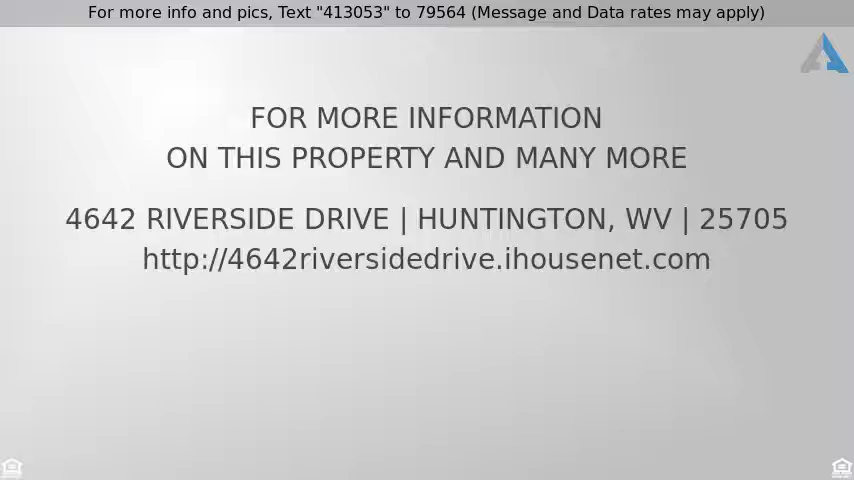 For more info and pics, Text "413053" to 79564 (Message and Data rates may apply)
FOR MORE INFORMATION
ON THIS PROPERTY AND MANY MORE
4642 RIVERSIDE DRIVE | HUNTINGTON, WV | 25705
http://4642riversidedrive.ihousenet.com